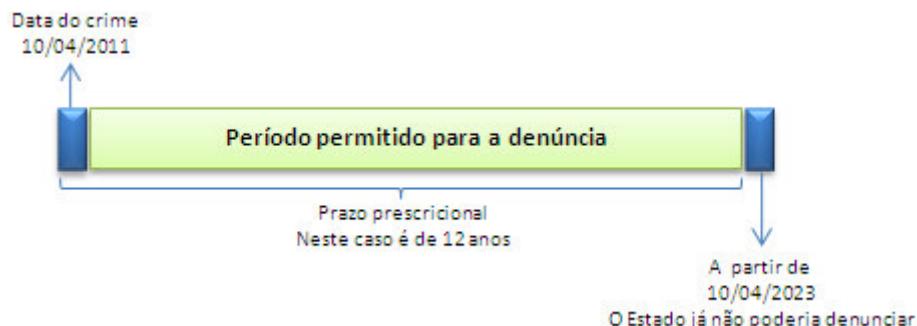 Data do crime
10/04/2011
Período permitido para a denúncia
Prazo prescricional
Neste caso é de 12 anos
A partir de
10/04/2023
O Estado já não poderia denunciar